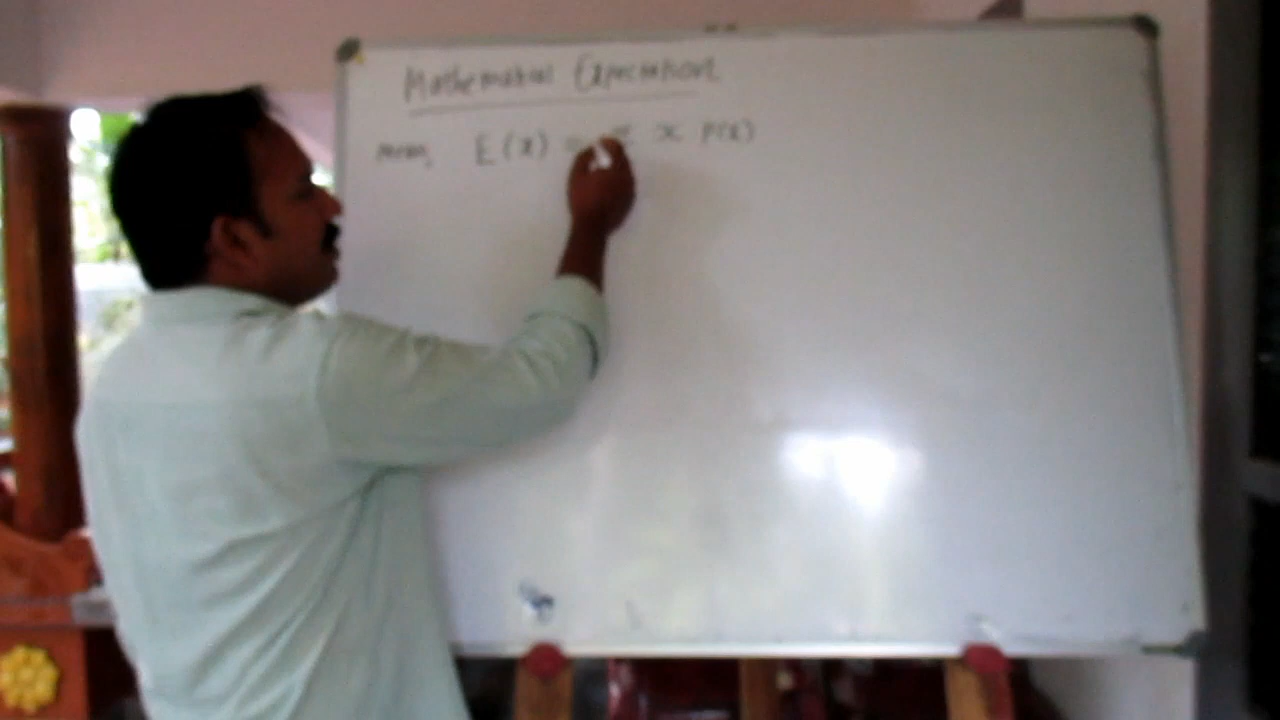 Mathematical Expectation
mean, E(x) = Σ x P(x)